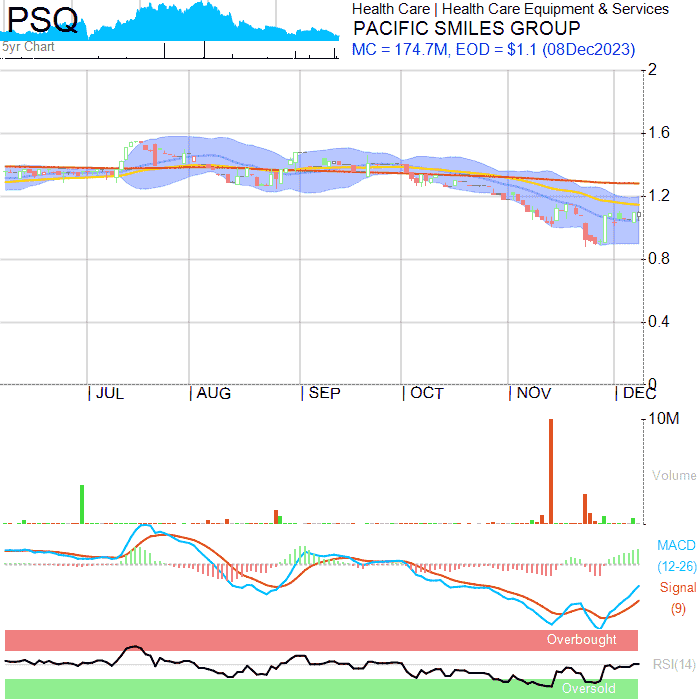 PSQ
5yr Chart
Health Care | Health Care Equipment & Services
PACIFIC SMILES GROUP
MC = 174.7M, EOD = $1.1 (08Dec2023)
2
1.6
1.2
0.8
0.4
0
JUL AUG SEP OCT NOV DEC
10M
Volume
MACD
(12-26)
Signal
(9)
Overbought
RSI(14)
Oversold